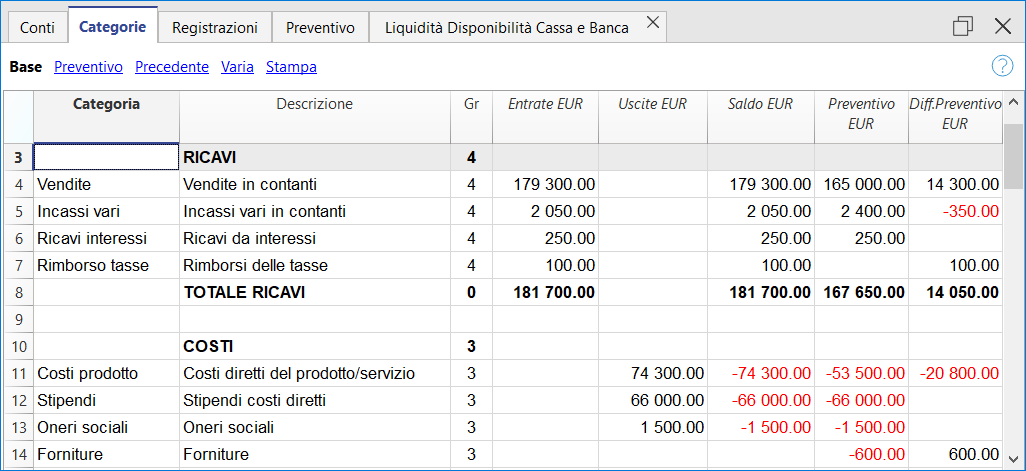 Conti Categorie Registrazioni Preventivo Liquidità Disponibilità Cassa e Banca
Base Preventivo Precedente Varia Stampa ?
Categoria Descrizione Gr Entrate EUR Uscite EUR Saldo EUR Preventivo EUR Diff.Preventivo EUR
3 RICAVI 4
4 Vendite Vendite in contanti 4 179 300.00 179 300.00 165 000.00 14 300.00
5 Incassi vari Incassi vari in contanti 4 2 050.00 2 050.00 2 400.00 -350.00
6 Ricavi interessi Ricavi da interessi 4 250.00 250.00 250.00
7 Rimborso tasse Rimborsi delle tasse 4 100.00 100.00 100.00
8 TOTALE RICAVI 0 181 700.00 181 700.00 167 650.00 14 050.00
9
10 COSTI 3
11 Costi prodotto Costi diretti del prodotto/servizio 3 74 300.00 -74 300.00 -53 500.00 -20 800.00
12 Stipendi Stipendi costi diretti 3 66 000.00 -66 000.00 -66 000.00
13 Oneri sociali Oneri sociali 3 1 500.00 -1 500.00 -1 500.00
14 Forniture Forniture 3 -600.00 600.00